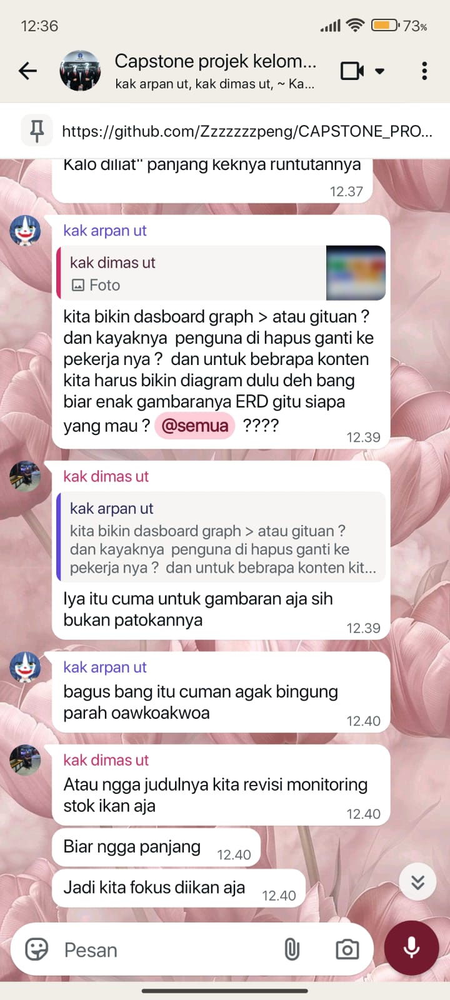 12:36
73%
Capstone projek kelom...
kak arpan ut, kak dimas ut, ~ Ka...
https://github.com/Zzzzzzzpeng/CAPSTONE_PRO...
Kalo diliat" panjang keknya runtutannya
12.37
kak arpan ut
kak dimas ut
Foto
kita bikin dasboard graph > atau gituan ?
dan kayaknya  penguna di hapus ganti ke
pekerja nya ?  dan untuk bebrapa konten
kita harus bikin diagram dulu deh bang
biar enak gambaranya ERD gitu siapa
yang mau ? @semua ????
12.39
kak dimas ut
kak arpan ut
kita bikin dasboard graph > atau gituan ?
dan kayaknya  penguna di hapus ganti ke
pekerja nya ?  dan untuk bebrapa konten kit...
Iya itu cuma untuk gambaran aja sih
bukan patokannya
12.39
kak arpan ut
bagus bang itu cuman agak bingung
parah oawkoakwoa
12.40
kak dimas ut
Atau ngga judulnya kita revisi monitoring
stok ikan aja
12.40
Biar ngga panjang
12.40
Jadi kita fokus diikan aja
12.40
Pesan